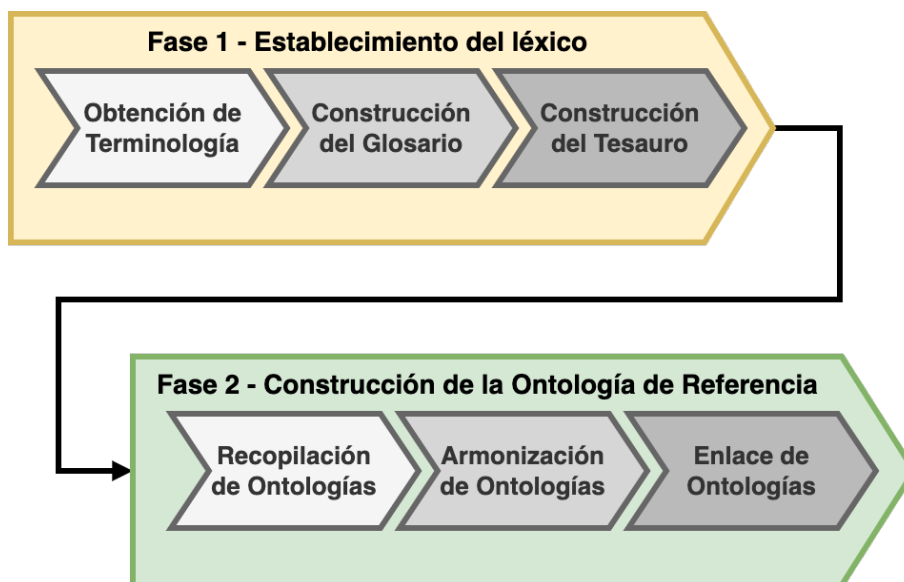 Fase 1 - Establecimiento del léxico
Obtención de
Terminología
Construcción
del Glosario
Construcción
del Tesauro
Fase 2 - Construcción de la Ontología de Referencia
Recopilación
de Ontologías
Armonización
de Ontologías
Enlace de
Ontologías